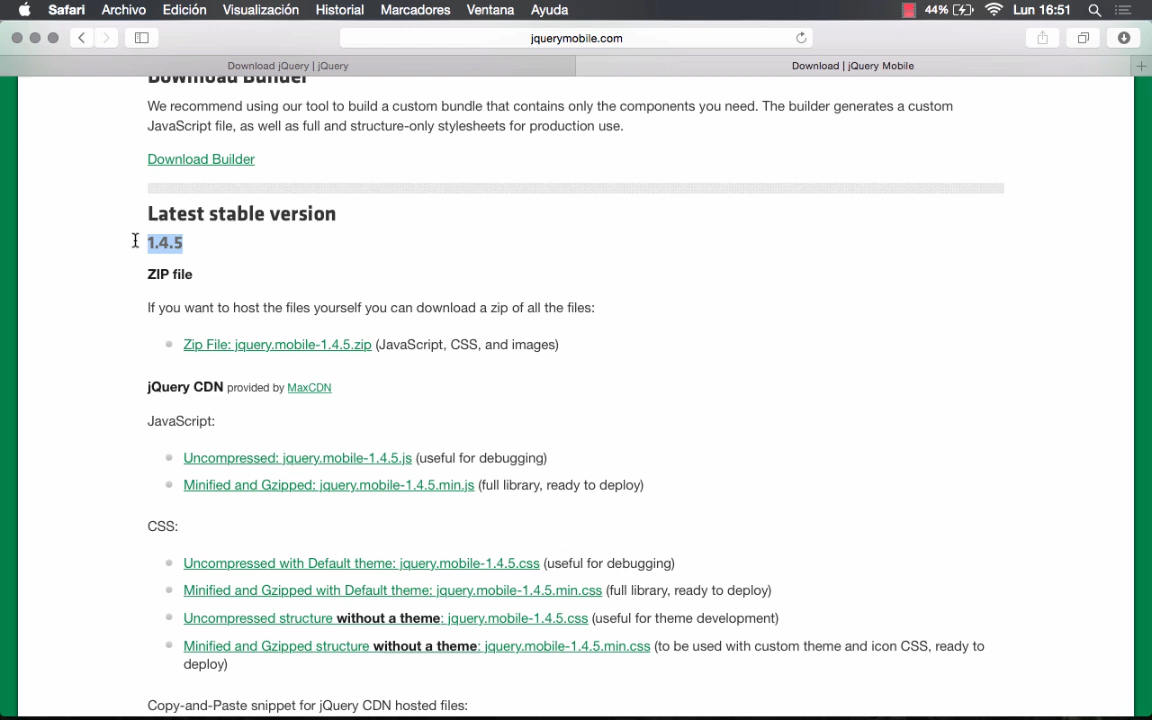 Safari Archivo Edición Visualización Historial Marcadores Ventana Ayuda 44% Lun 16:51
jquerymobile.com
Download jQuery | jQuery Download | jQuery Mobile
Download Builder
We recommend using our tool to build a custom bundle that contains only the components you need. The builder generates a custom
JavaScript file, as well as full and structure-only stylesheets for production use.
Download Builder
Latest stable version
1.4.5
ZIP file
If you want to host the files yourself you can download a zip of all the files:
Zip File: jquery.mobile-1.4.5.zip (JavaScript, CSS, and images)
jQuery CDN provided by MaxCDN
JavaScript:
Uncompressed: jquery.mobile-1.4.5.js (useful for debugging)
Minified and Gzipped: jquery.mobile-1.4.5.min.js (full library, ready to deploy)
CSS:
Uncompressed with Default theme: jquery.mobile-1.4.5.css (useful for debugging)
Minified and Gzipped with Default theme: jquery.mobile-1.4.5.min.css (full library, ready to deploy)
Uncompressed structure without a theme: jquery.mobile-1.4.5.css (useful for theme development)
Minified and Gzipped structure without a theme: jquery.mobile-1.4.5.min.css (to be used with custom theme and icon CSS, ready to
deploy)
Copy-and-Paste snippet for jQuery CDN hosted files: